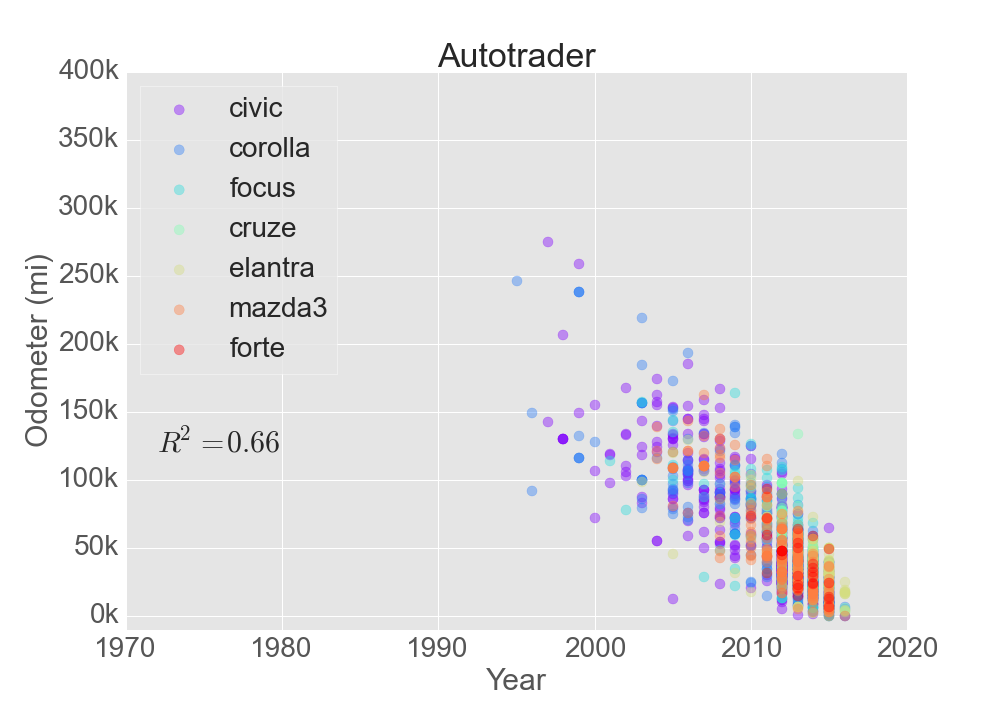 Autotrader
400k
350k
300k
250k
200k
150k
100k
50k
0k
Odometer (mi)
civic
corolla
focus
cruze
elantra
mazda3
forte
R² =0.66
1970 1980 1990 2000 2010 2020
Year